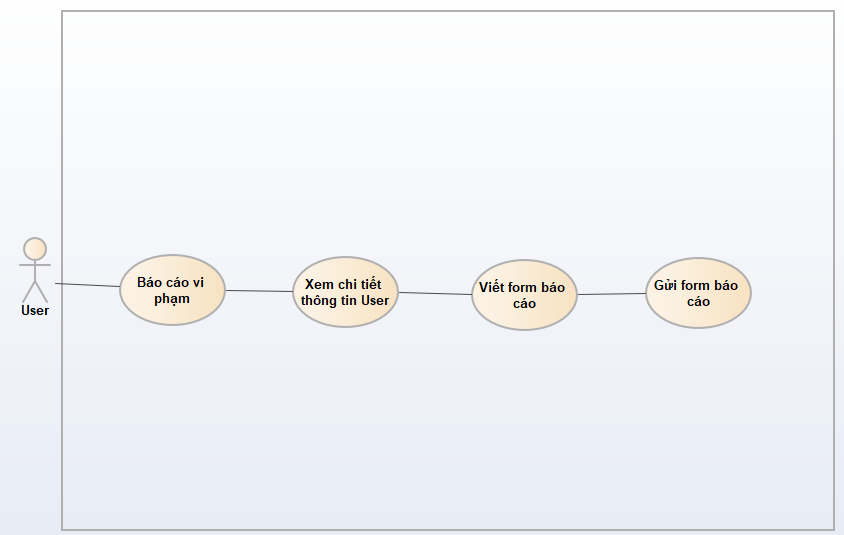 Báo cáo vi
phạm
Xem chi tiết
thông tin User
Viết form báo
cáo
Gửi form báo
cáo
User